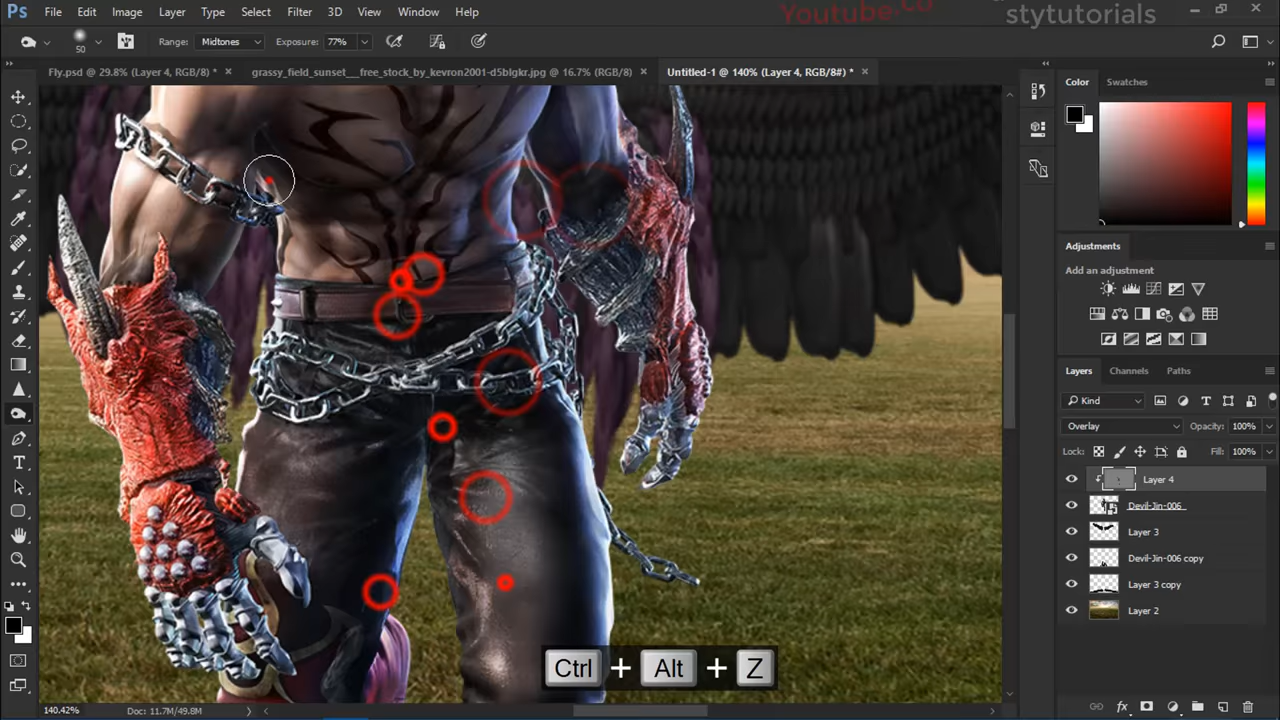 Ps File Edit Image Layer Type Select Filter 3D View Window Help
Youtube.co
stytutorials
50 Range: Midtones Exposure: 77%
Fly.psd @ 29.8% (Layer 4, RGB/8) * × grassy_field_sunset___free_stock_by_kevron2001-d5blgkr.jpg @ 16.7% (RGB/8) × Untitled-1 @ 140% (Layer 4, RGB/8#) * ×
Color Swatches
Adjustments
Add an adjustment
Layers Channels Paths
Kind
Overlay Opacity: 100%
Lock: Fill: 100%
Layer 4
Devil-Jin-006
Layer 3
Devil-Jin-006 copy
Layer 3 copy
Layer 2
Ctrl + Alt + Z
140.42% Doc: 11.7M/49.8M